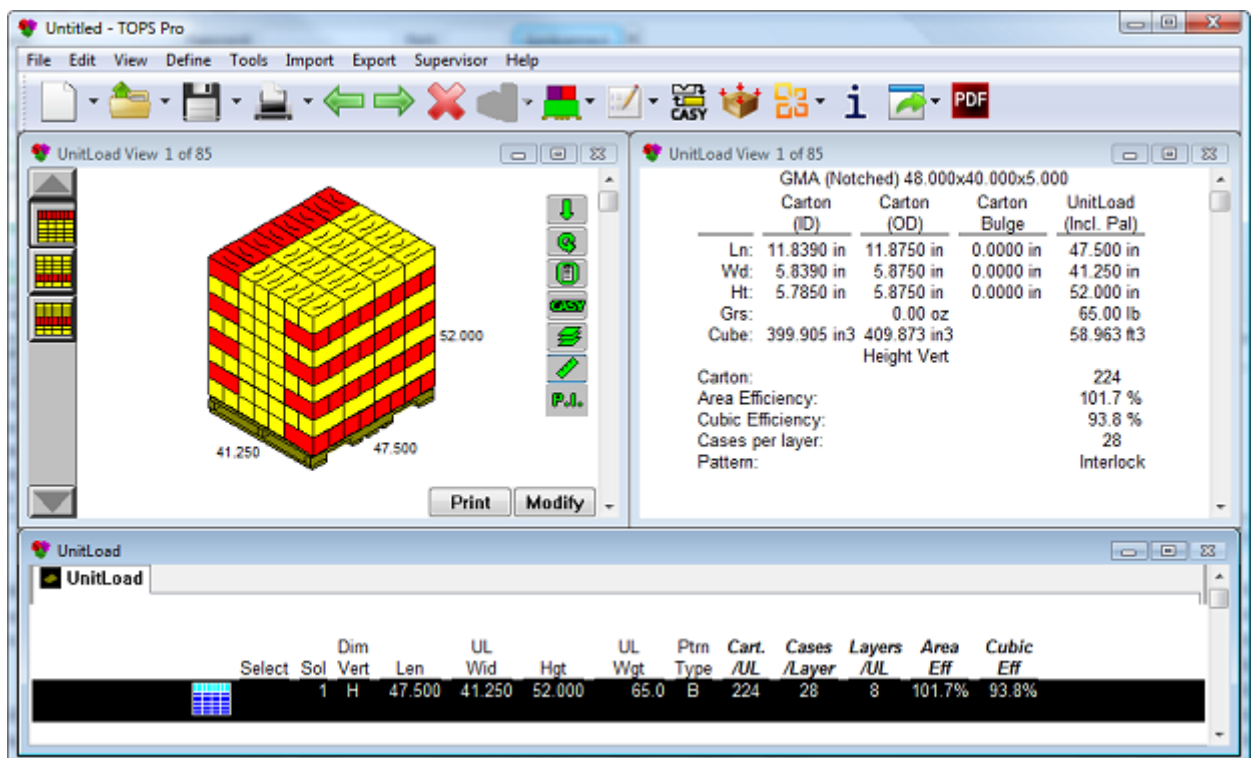 Untitled - TOPS Pro
File Edit View Define Tools Import Export Supervisor Help
CASY i PDF
UnitLoad View 1 of 85
52.000
41.250
47.500
CASY
P.I.
Print Modify
UnitLoad View 1 of 85
GMA (Notched) 48.000x40.000x5.000
Carton Carton Carton UnitLoad
(ID) (OD) Bulge (Incl. Pal)
Ln: 11.8390 in 11.8750 in 0.0000 in 47.500 in
Wd: 5.8390 in 5.8750 in 0.0000 in 41.250 in
Ht: 5.7850 in 5.8750 in 0.0000 in 52.000 in
Grs: 0.00 oz 65.00 lb
Cube: 399.905 in3 409.873 in3 58.963 ft3
Height Vert
Carton: 224
Area Efficiency: 101.7 %
Cubic Efficiency: 93.8 %
Cases per layer: 28
Pattern: Interlock
UnitLoad
UnitLoad
Dim UL UL Ptrn Cart. Cases Layers Area Cubic
Select Sol Vert Len Wid Hgt Wgt Type /UL /Layer /UL Eff Eff
1 H 47.500 41.250 52.000 65.0 B 224 28 8 101.7% 93.8%